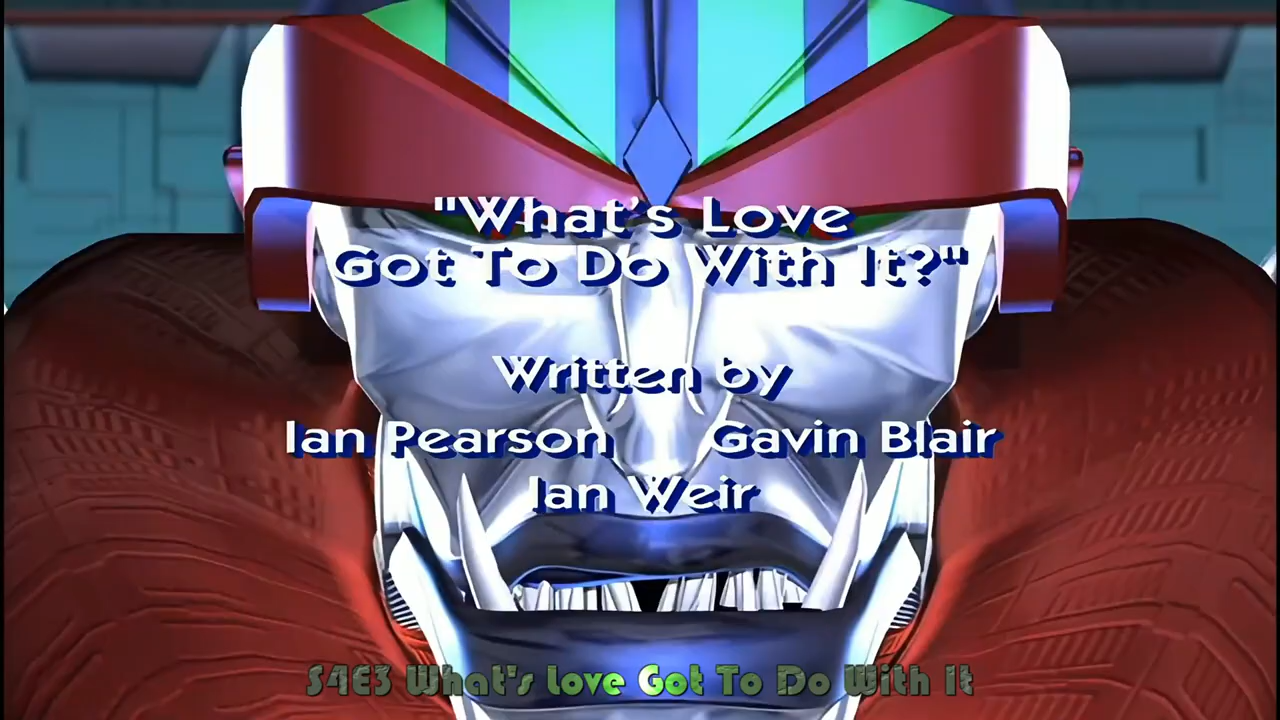 "What's Love
Got To Do With It?"
Written by
Ian Pearson Gavin Blair
Ian Weir
S4E3 What's Love Got To Do With It